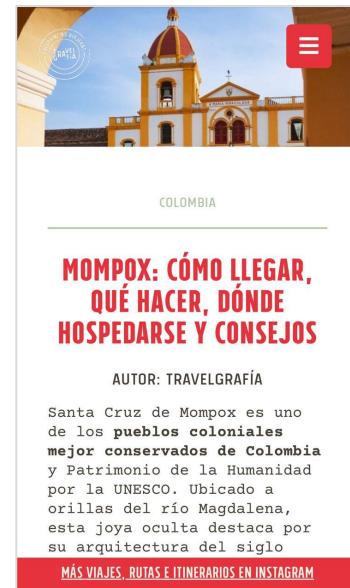 TRAVEL
COLOMBIA
MOMPOX: CÓMO LLEGAR,
QUÉ HACER, DÓNDE
HOSPEDARSE Y CONSEJOS
AUTOR: TRAVELGRAFÍA
Santa Cruz de Mompox es uno
de los pueblos coloniales
mejor conservados de Colombia
y Patrimonio de la Humanidad
por la UNESCO. Ubicado a
orillas del río Magdalena,
esta joya oculta destaca por
su arquitectura del siglo
MÁS VIAJES, RUTAS E ITINERARIOS EN INSTAGRAM